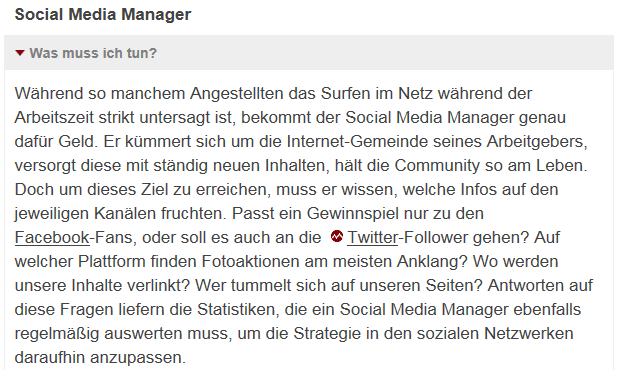 Social Media Manager
Was muss ich tun?
Während so manchem Angestellten das Surfen im Netz während der
Arbeitszeit strikt untersagt ist, bekommt der Social Media Manager genau
dafür Geld. Er kümmert sich um die Internet-Gemeinde seines Arbeitgebers,
versorgt diese mit ständig neuen Inhalten, hält die Community so am Leben.
Doch um dieses Ziel zu erreichen, muss er wissen, welche Infos auf den
jeweiligen Kanälen fruchten. Passt ein Gewinnspiel nur zu den
Facebook-Fans, oder soll es auch an die Twitter-Follower gehen? Auf
welcher Plattform finden Fotoaktionen am meisten Anklang? Wo werden
unsere Inhalte verlinkt? Wer tummelt sich auf unseren Seiten? Antworten auf
diese Fragen liefern die Statistiken, die ein Social Media Manager ebenfalls
regelmäßig auswerten muss, um die Strategie in den sozialen Netzwerken
daraufhin anzupassen.